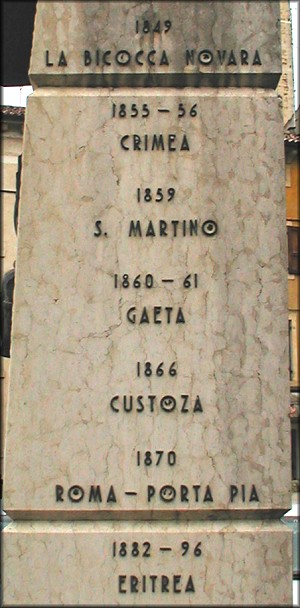 1849
LA BICOCCA NOVARA
1855 - 56
CRIMEA
1859
S. MARTINO
1860 - 61
GAETA
1866
CUSTOZA
1870
ROMA - PORTA PIA
1882 - 96
ERITREA